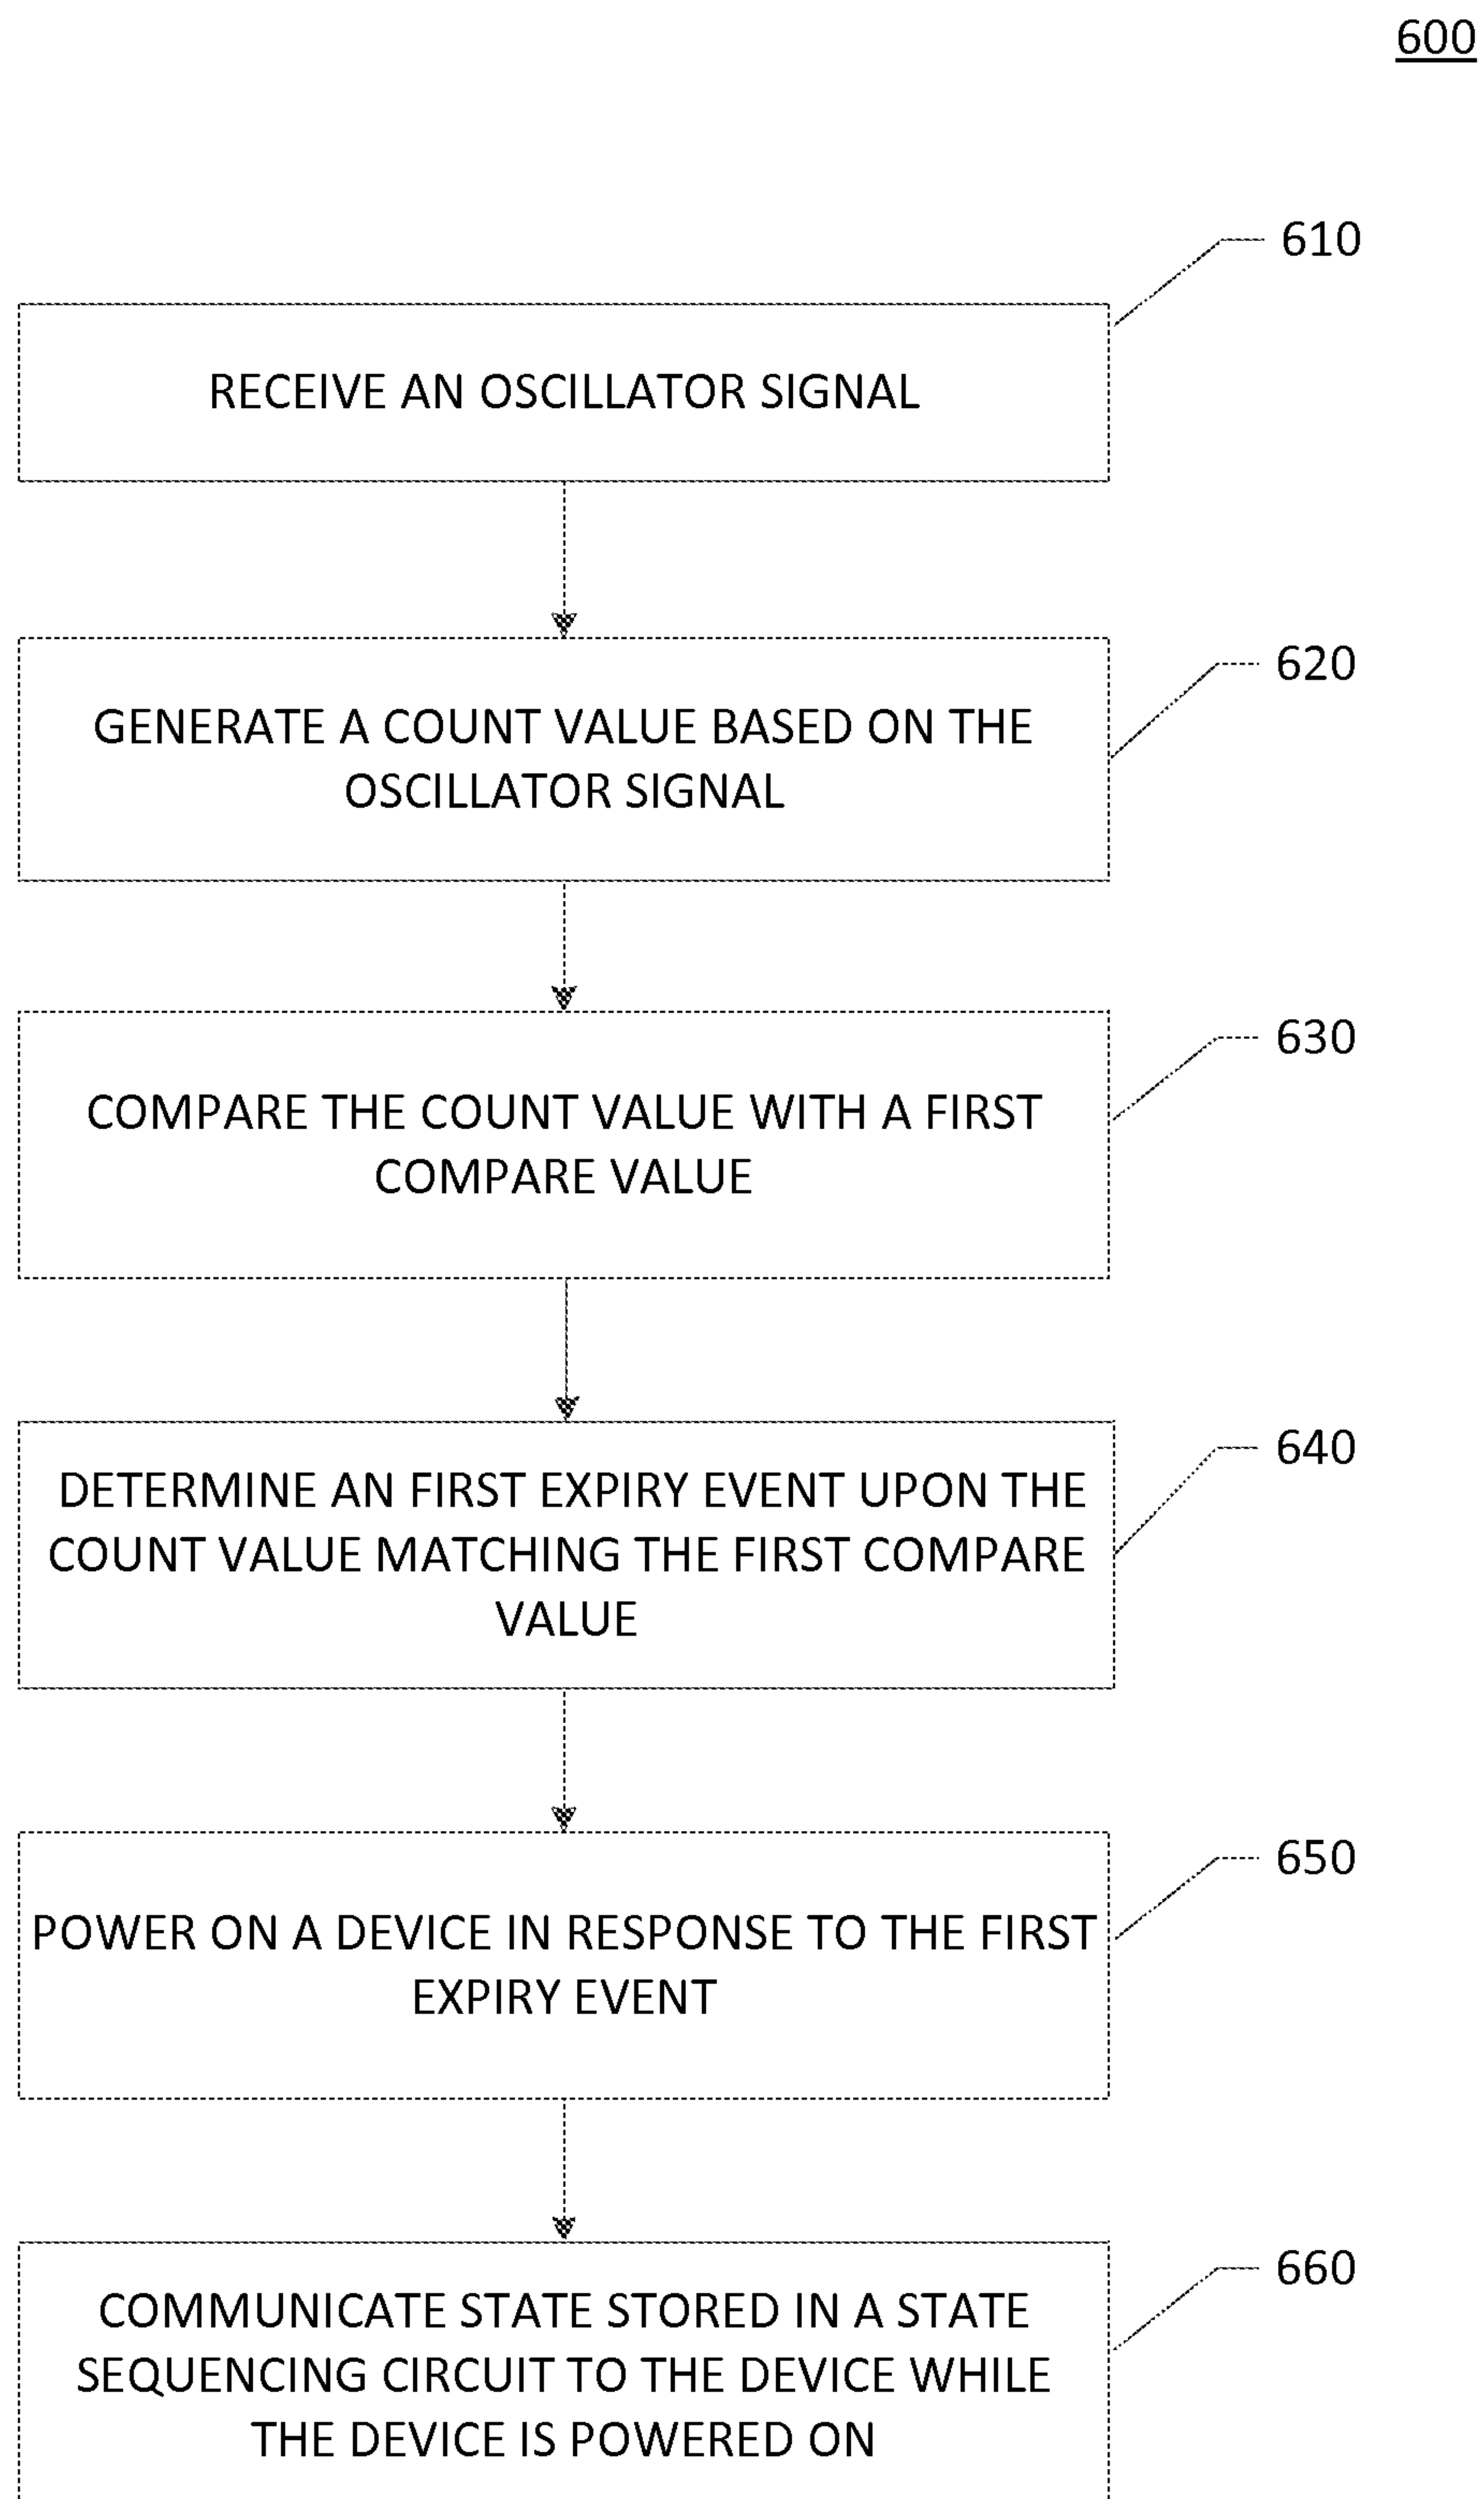 600
610
RECEIVE AN OSCILLATOR SIGNAL
620
GENERATE A COUNT VALUE BASED ON THE
OSCILLATOR SIGNAL
630
COMPARE THE COUNT VALUE WITH A FIRST
COMPARE VALUE
640
DETERMINE AN FIRST EXPIRY EVENT UPON THE
COUNT VALUE MATCHING THE FIRST COMPARE
VALUE
650
POWER ON A DEVICE IN RESPONSE TO THE FIRST
EXPIRY EVENT
660
COMMUNICATE STATE STORED IN A STATE
SEQUENCING CIRCUIT TO THE DEVICE WHILE
THE DEVICE IS POWERED ON